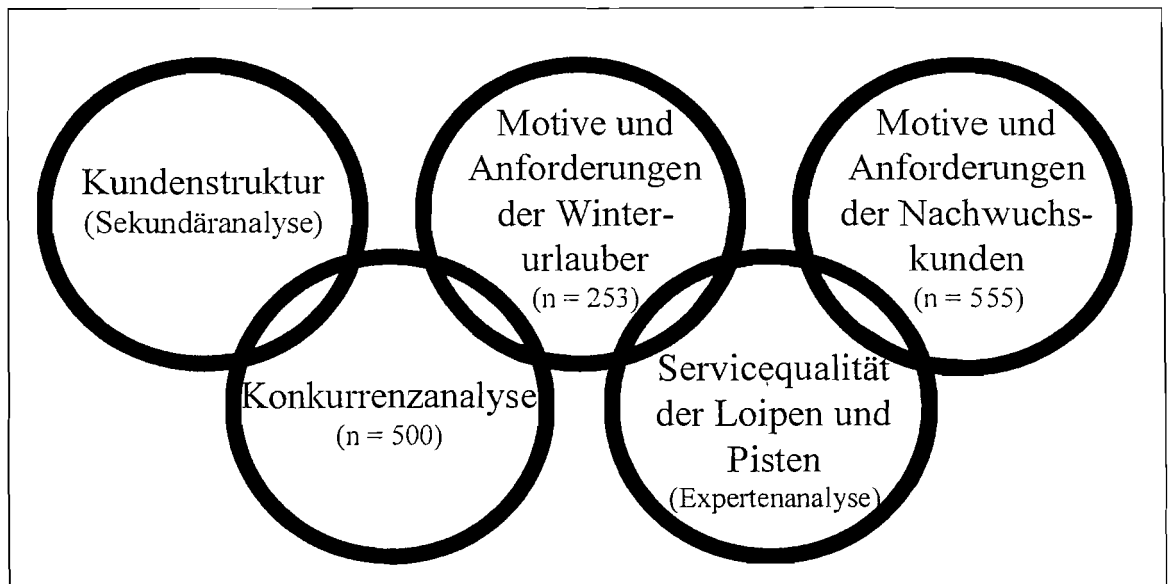 Kundenstruktur
(Sekundäranalyse)
Motive und
Anforderungen
der Winter-
urlauber
(n = 253)
Motive und
Anforderungen
der Nachwuchs-
kunden
(n = 555)
Konkurrenzanalyse
(n = 500)
Servicequalität
der Loipen und
Pisten
(Expertenanalyse)